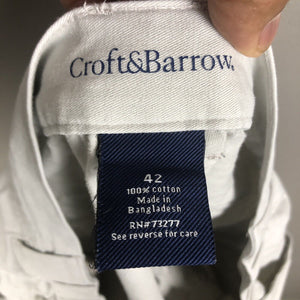 Croft&Barrow®
42
100% cotton
Made in
Bangladesh
RN#73277
See reverse for care